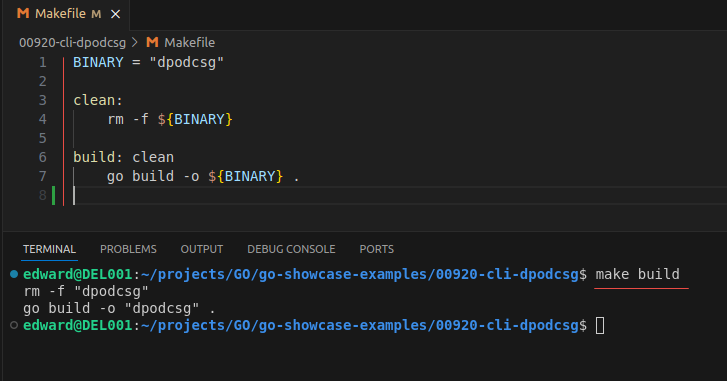 Makefile M
00920-cli-dpodcsg > Makefile
1 BINARY = "dpodcsg"
2
3 clean:
4     rm -f ${BINARY}
5
6 build: clean
7     go build -o ${BINARY} .
8
TERMINAL PROBLEMS OUTPUT DEBUG CONSOLE PORTS
edward@DEL001:~/projects/GO/go-showcase-examples/00920-cli-dpodcsg$ make build
rm -f "dpodcsg"
go build -o "dpodcsg" .
edward@DEL001:~/projects/GO/go-showcase-examples/00920-cli-dpodcsg$